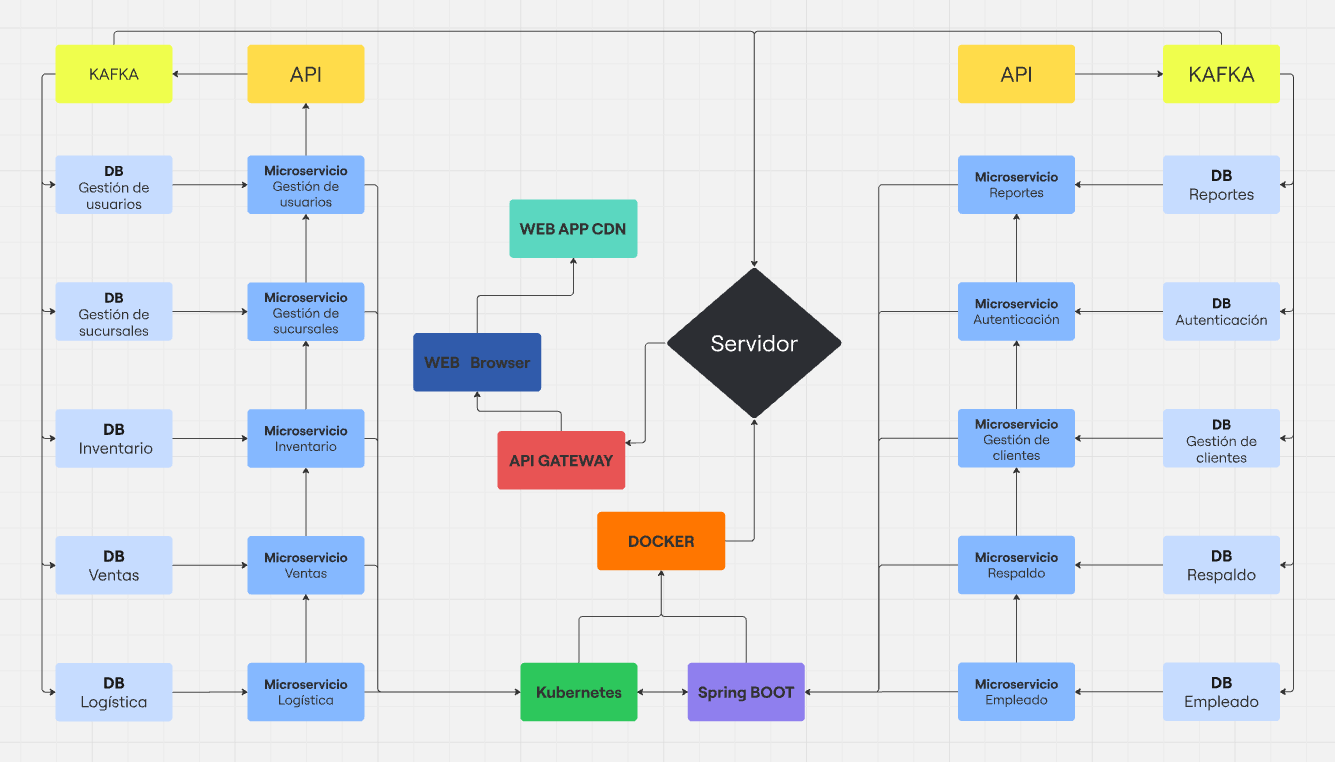 KAFKA
API
API
KAFKA
DB
Gestión de
usuarios
Microservicio
Gestión de
usuarios
Microservicio
Reportes
DB
Reportes
WEB APP CDN
DB
Gestión de
sucursales
Microservicio
Gestión de
sucursales
Servidor
Microservicio
Autenticación
DB
Autenticación
WEB Browser
DB
Inventario
Microservicio
Inventario
API GATEWAY
Microservicio
Gestión de
clientes
DB
Gestión de
clientes
DB
Ventas
Microservicio
Ventas
DOCKER
Microservicio
Respaldo
DB
Respaldo
DB
Logística
Microservicio
Logística
Kubernetes
Spring BOOT
Microservicio
Empleado
DB
Empleado